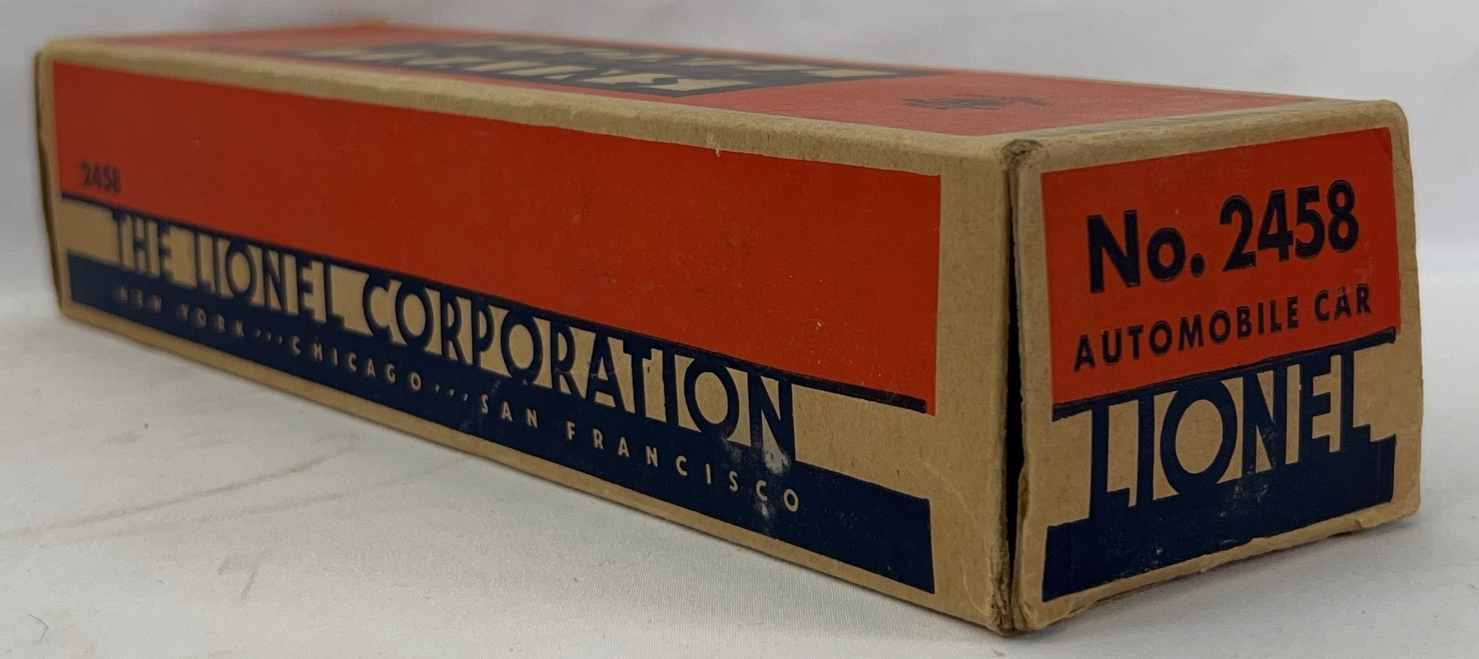 2458
THE LIONEL CORPORATION
NEW YORK...CHICAGO...SAN FRANCISCO
No. 2458
AUTOMOBILE CAR
LIONEL